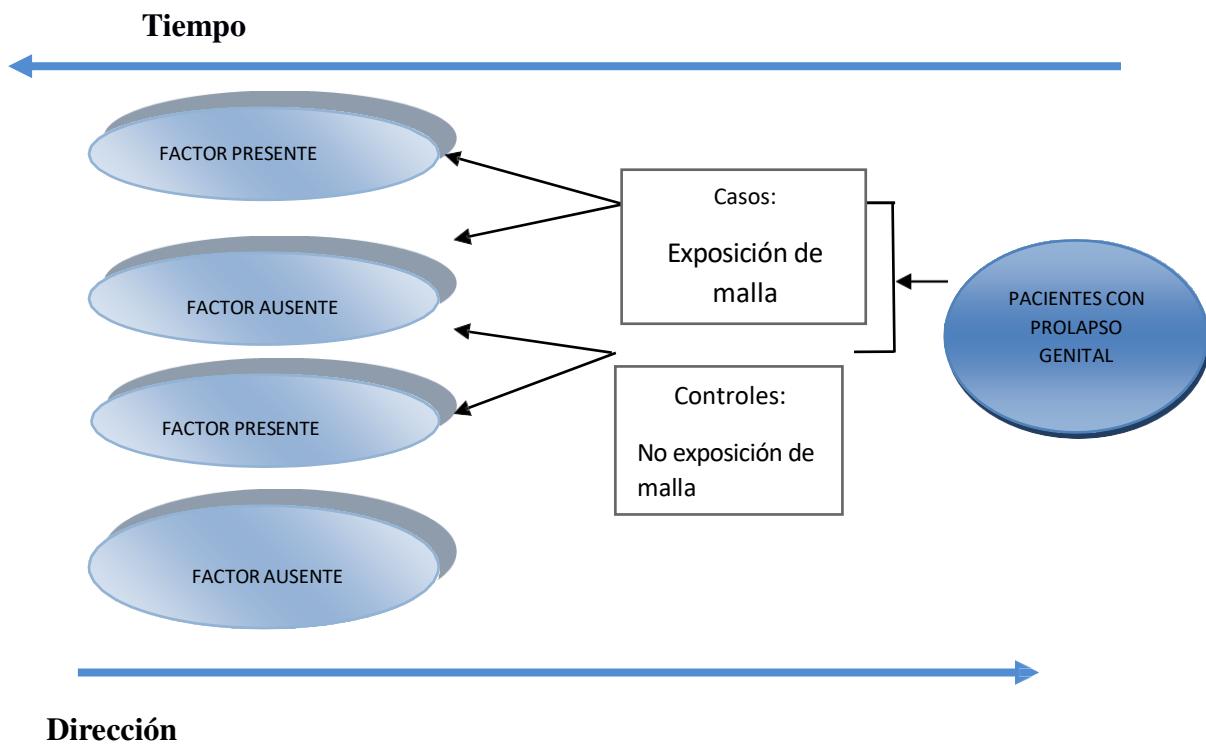 Tiempo
FACTOR PRESENTE
FACTOR AUSENTE
FACTOR PRESENTE
FACTOR AUSENTE
Casos:
Exposición de
malla
Controles:
No exposición de
malla
PACIENTES CON
PROLAPSO
GENITAL
Dirección